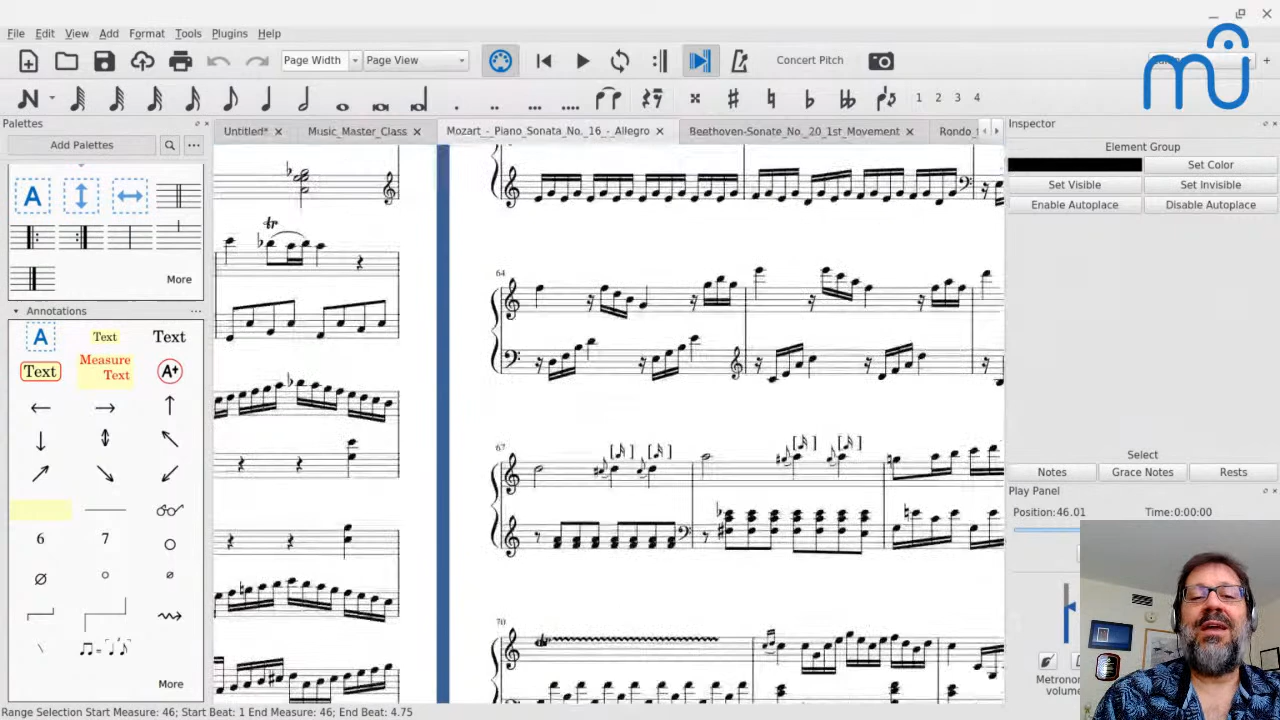 File Edit View Add Format Tools Plugins Help
Page Width Page View Concert Pitch
1 2 3 4
Palettes
Untitled* Music_Master_Class Mozart_-_Piano_Sonata_No._16_-_Allegro Beethoven-Sonate_No._20_1st_Movement Rondo_
Inspector
Add Palettes
Element Group
Set Color
Set Visible Set Invisible
Enable Autoplace Disable Autoplace
More
Annotations
A Text Text
Text Measure
Text A+
6 7
More
tr
64
67
70
Select
Notes Grace Notes Rests
Play Panel
Position:46.01 Time:0:00:00
Metronom
volume
Range Selection Start Measure: 46; Start Beat: 1 End Measure: 46; End Beat: 4.75